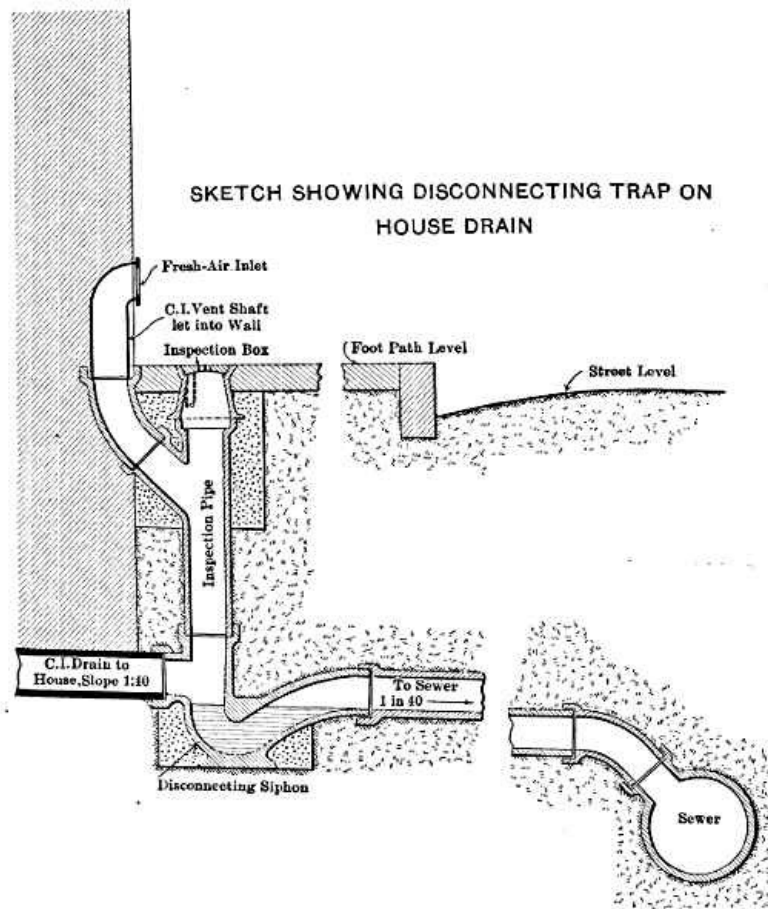 SKETCH SHOWING DISCONNECTING TRAP ON
HOUSE DRAIN
Fresh-Air Inlet
C.I.Vent Shaft
let into Wall
Inspection Box
Foot Path Level
Street Level
Inspection Pipe
C.I.Drain to
House, Slope 1:40
To Sewer
1 in 40
Disconnecting Siphon
Sewer